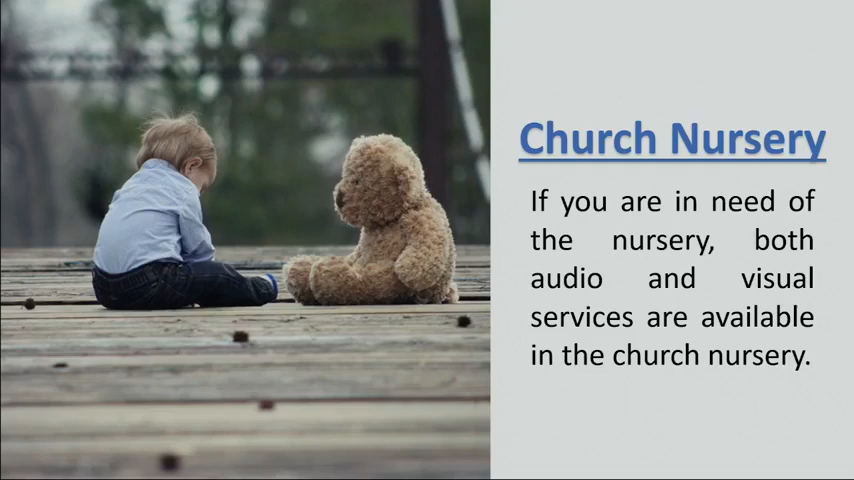 Church Nursery
If you are in need of
the nursery, both
audio and visual
services are available
in the church nursery.